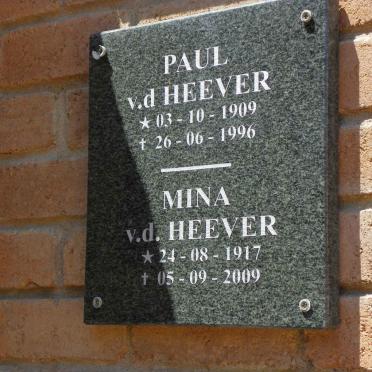 PAUL
v.d HEEVER
★ 03 - 10 - 1909
✝ 26 - 06 - 1996
MINA
v.d. HEEVER
★ 24 - 08 - 1917
✝ 05 - 09 - 2009